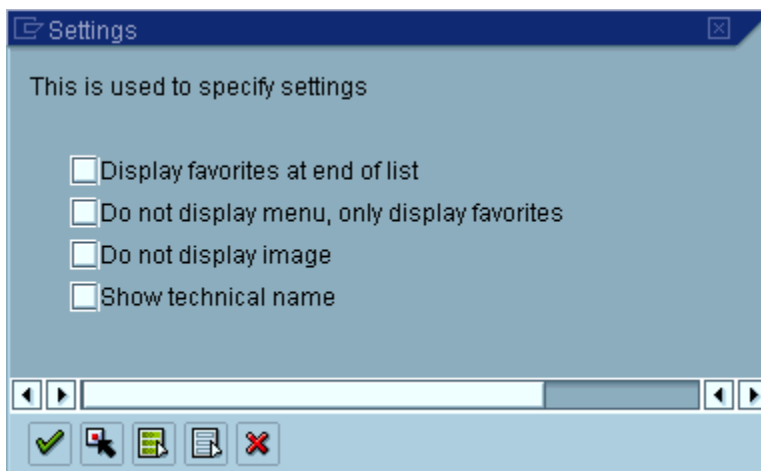 Settings
This is used to specify settings
Display favorites at end of list
Do not display menu, only display favorites
Do not display image
Show technical name